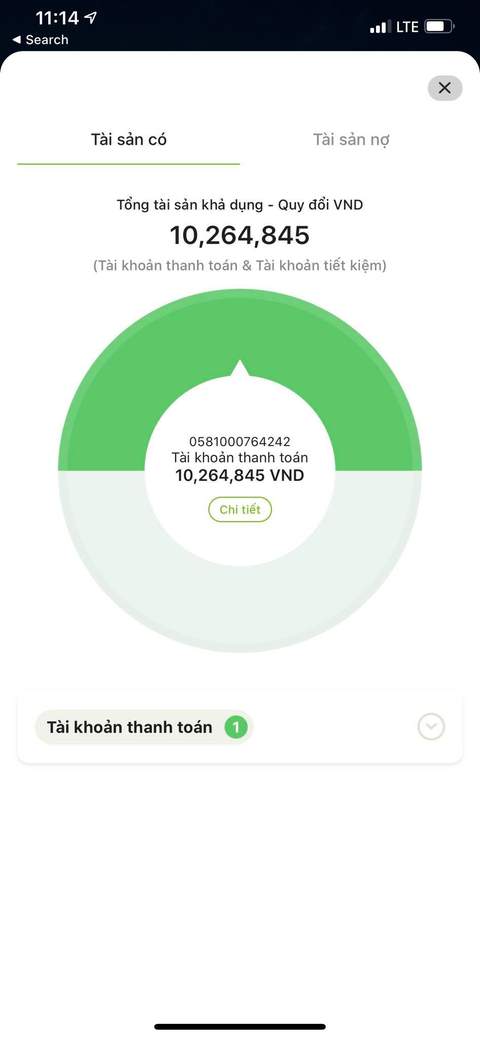 11:14
LTE
◀ Search
Tài sản có
Tài sản nợ
Tổng tài sản khả dụng - Quy đổi VND
10,264,845
(Tài khoản thanh toán & Tài khoản tiết kiệm)
0581000764242
Tài khoản thanh toán
10,264,845 VND
Chi tiết
Tài khoản thanh toán 1